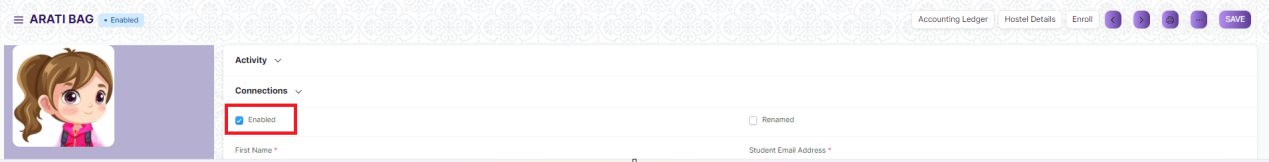 ARATI BAG • Enabled Accounting Ledger Hostel Details Enroll SAVE
Activity
Connections
Enabled Renamed
First Name * Student Email Address *